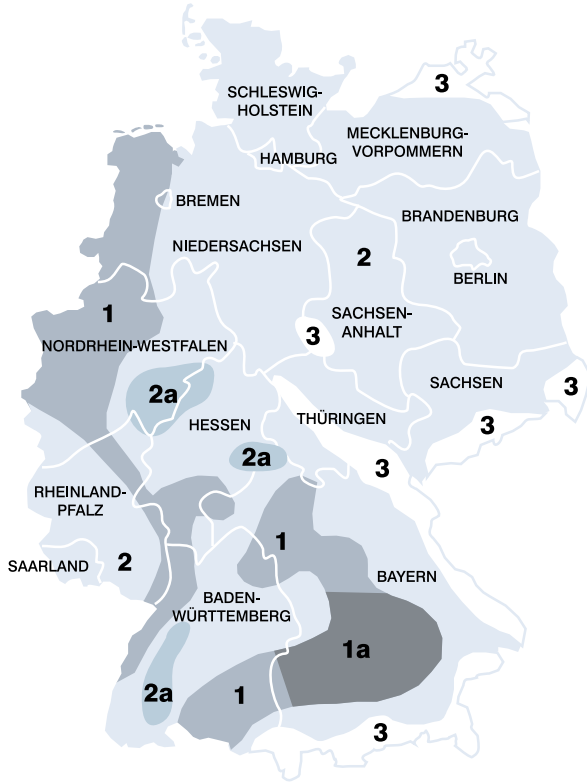 3
SCHLESWIG-
HOLSTEIN
MECKLENBURG-
VORPOMMERN
HAMBURG
BREMEN
BRANDENBURG
NIEDERSACHSEN
2
BERLIN
1
SACHSEN-
ANHALT
3
NORDRHEIN-WESTFALEN
2a
SACHSEN
3
HESSEN
THÜRINGEN
3
2a
3
RHEINLAND-
PFALZ
1
SAARLAND
2
BAYERN
BADEN-
WÜRTTEMBERG
1a
2a
1
3